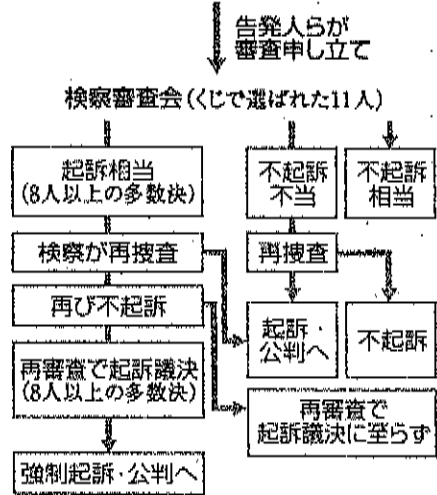 告発人らが
審査申し立て
検察審査会(くじで選ばれた11人)
起訴相当
(8人以上の多数決)
不起訴
不当
不起訴
相当
検察が再捜査
再捜査
再び不起訴
起訴・
公判へ
不起訴
再審査で起訴議決
(8人以上の多数決)
再審査で
起訴議決に至らず
強制起訴・公判へ